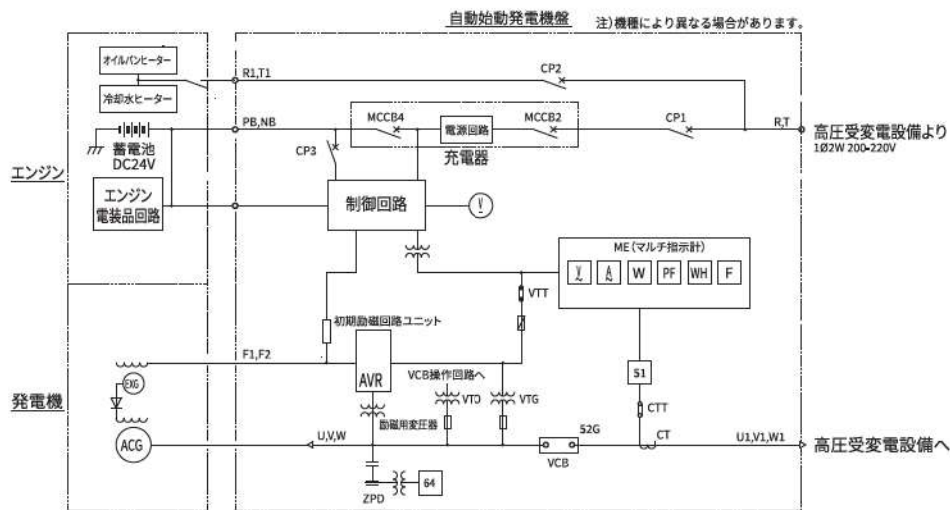 自動始動発電機盤
注)機種により異なる場合があります。
オイルパンヒーター
冷却水ヒーター
R1,T1
CP2
PB,NB
MCCB4
電源回路
MCCB2
CP1
R,T
高圧受変電設備より
1Ø2W 200-220V
充電器
蓄電池
DC24V
CP3
エンジン
エンジン
電装品回路
制御回路
V
ME(マルチ指示計)
V
A
W
PF
WH
F
VTT
初期励磁回路ユニット
F1,F2
AVR
VCB操作回路へ
51
EXG
発電機
VTO
VTG
CTT
励磁用変圧器
ACG
U,V,W
52G
VCB
CT
U1,V1,W1
高圧受変電設備へ
ZPD
64